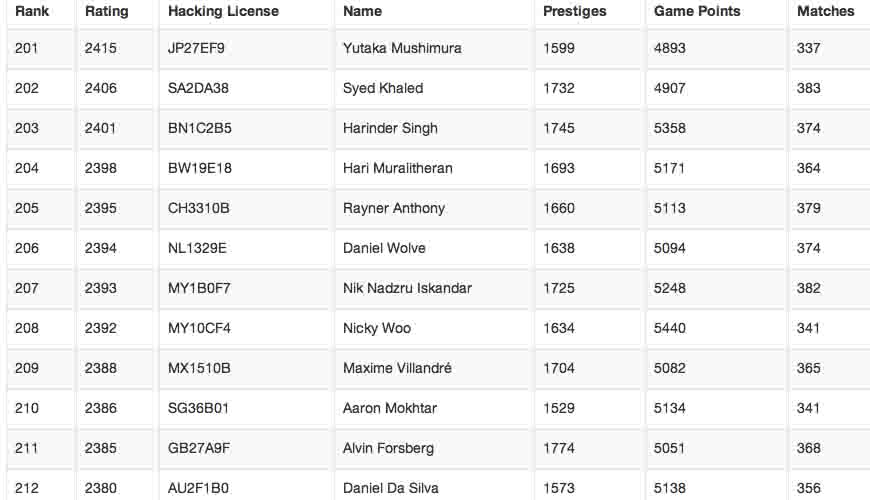 Rank Rating Hacking License Name Prestiges Game Points Matches
201 2415 JP27EF9 Yutaka Mushimura 1599 4893 337
202 2406 SA2DA38 Syed Khaled 1732 4907 383
203 2401 BN1C2B5 Harinder Singh 1745 5358 374
204 2398 BW19E18 Hari Muralitheran 1693 5171 364
205 2395 CH3310B Rayner Anthony 1660 5113 379
206 2394 NL1329E Daniel Wolve 1638 5094 374
207 2393 MY1B0F7 Nik Nadzru Iskandar 1725 5248 382
208 2392 MY10CF4 Nicky Woo 1634 5440 341
209 2388 MX1510B Maxime Villandré 1704 5082 365
210 2386 SG36B01 Aaron Mokhtar 1529 5134 341
211 2385 GB27A9F Alvin Forsberg 1774 5051 368
212 2380 AU2F1B0 Daniel Da Silva 1573 5138 356